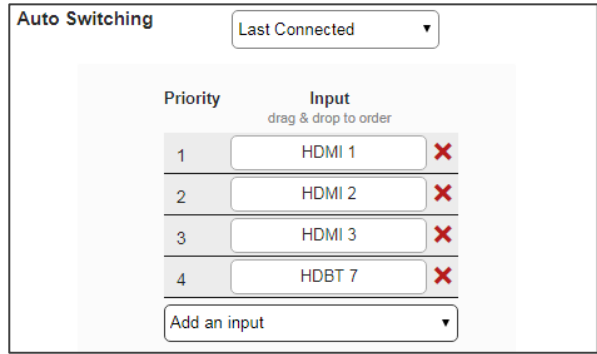 Auto Switching
Last Connected
Priority Input
drag & drop to order
1 HDMI 1
2 HDMI 2
3 HDMI 3
4 HDBT 7
Add an input